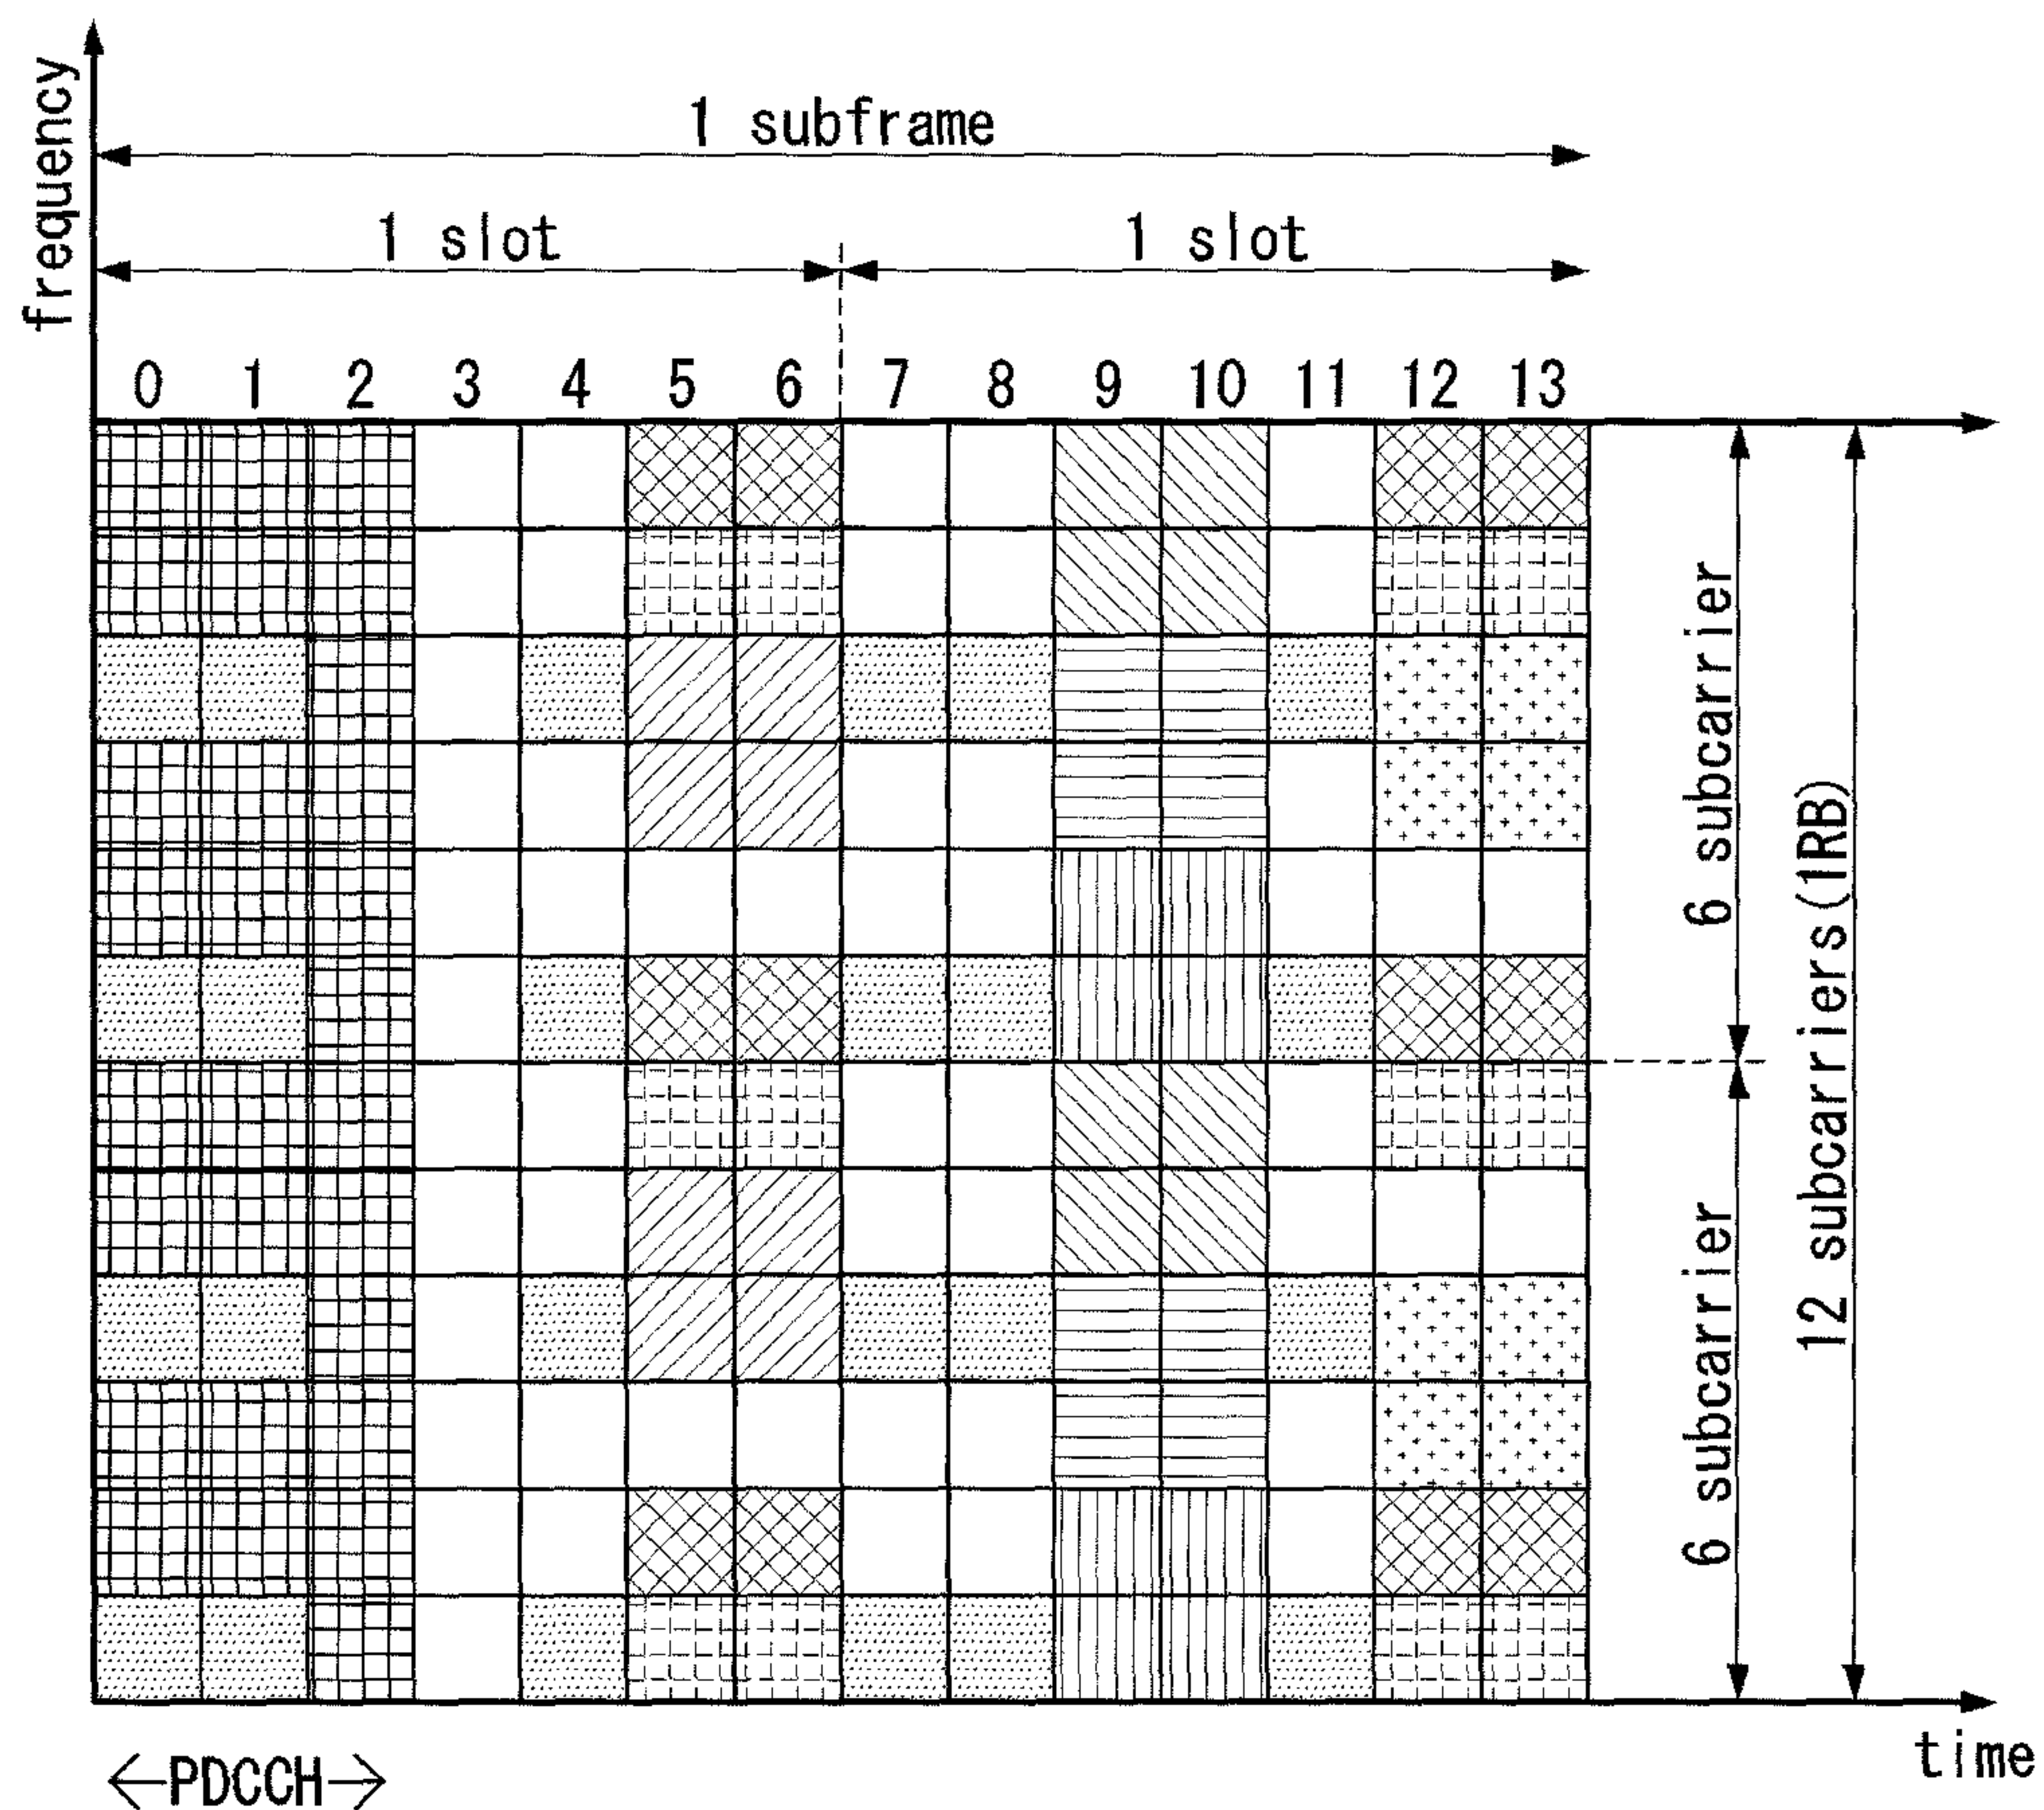 frequency
1 subframe
1 slot 1 slot
0 1 2 3 4 5 6 7 8 9 10 11 12 13
6 subcarrier
6 subcarrier
12 subcarriers(1RB)
time
PDCCH